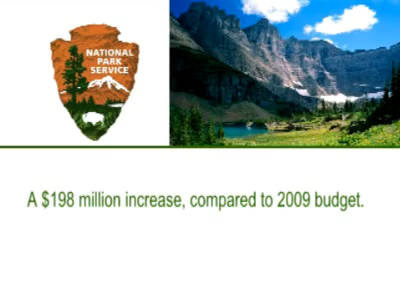 NATIONAL
PARK
SERVICE
A $198 million increase, compared to 2009 budget.